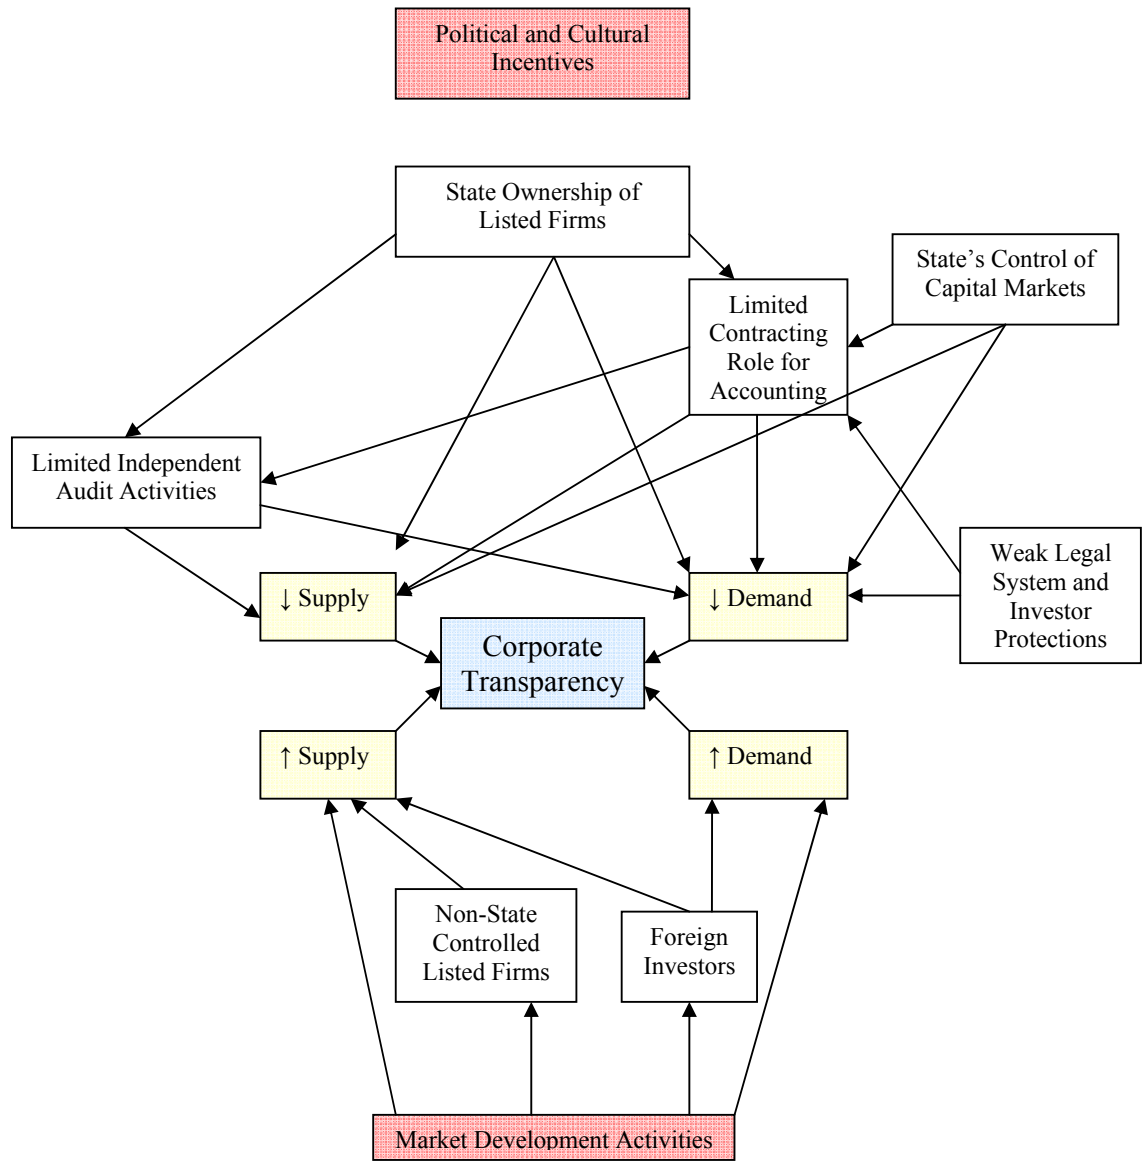 Political and Cultural
Incentives
State Ownership of
Listed Firms
State’s Control of
Capital Markets
Limited
Contracting
Role for
Accounting
Limited Independent
Audit Activities
Weak Legal
System and
Investor
Protections
↓ Supply
↓ Demand
Corporate
Transparency
↑ Supply
↑ Demand
Non-State
Controlled
Listed Firms
Foreign
Investors
Market Development Activities